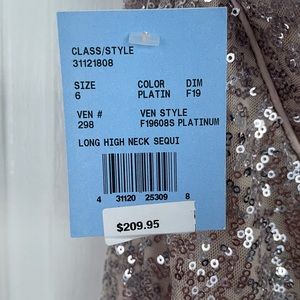 CLASS/STYLE
31121808
SIZE COLOR DIM
6 PLATIN F19
VEN # VEN STYLE
298 F19608S PLATINUM
LONG HIGH NECK SEQUI
4 31120 25309 8
$209.95